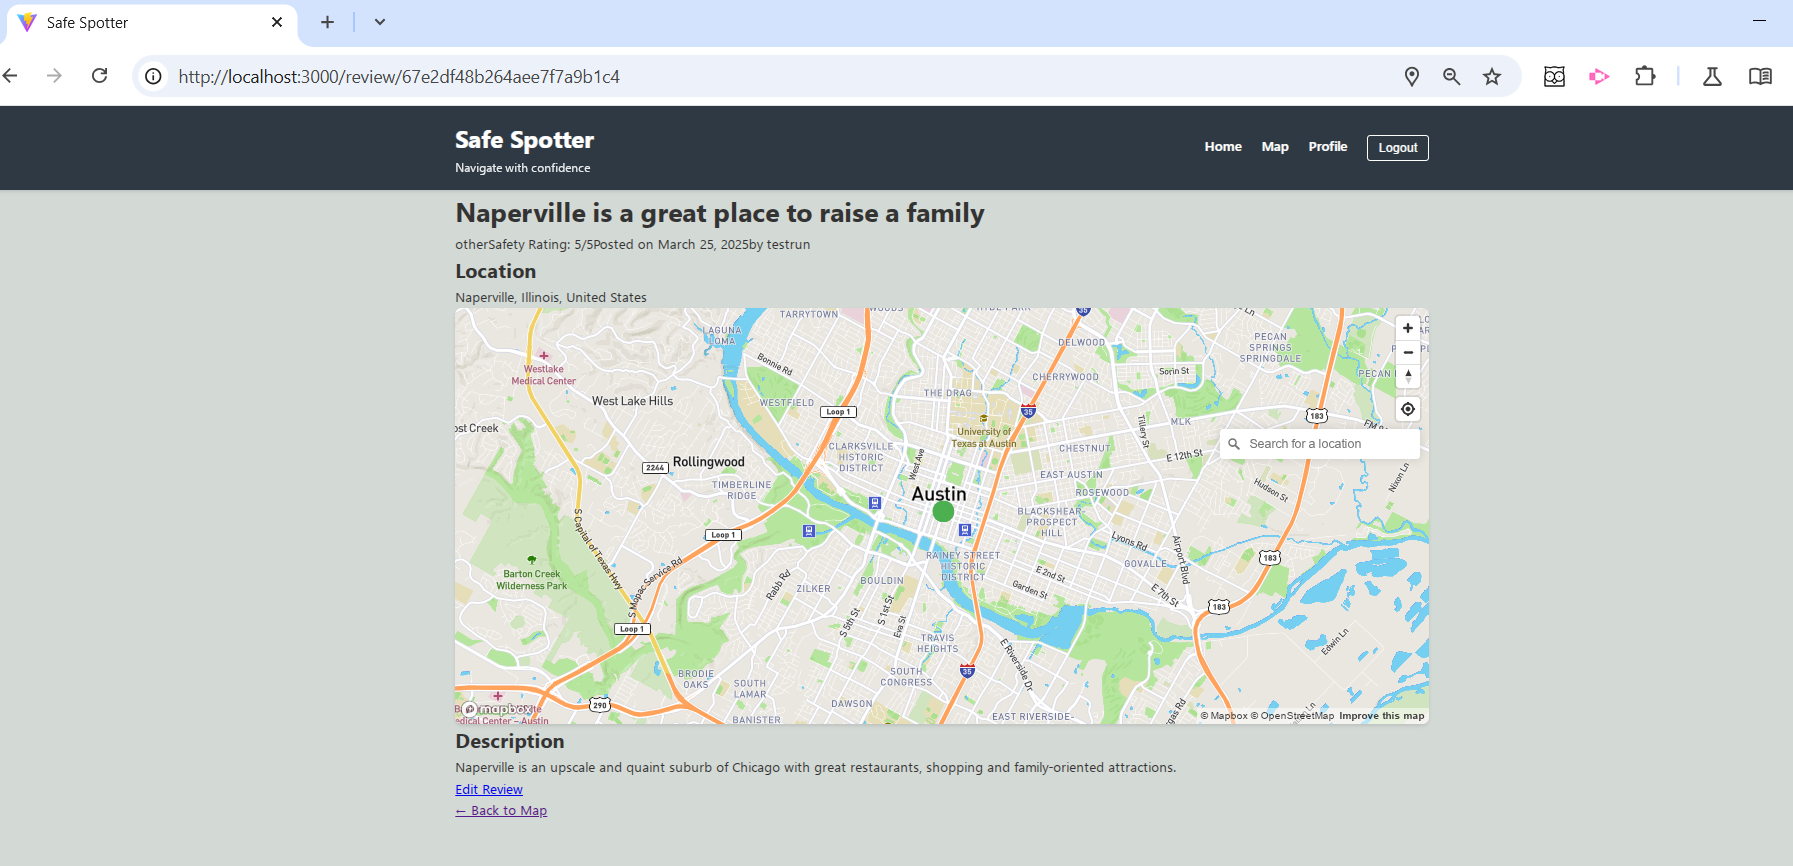 Safe Spotter
http://localhost:3000/review/67e2df48b264aee7f7a9b1c4
Safe Spotter
Navigate with confidence
Home Map Profile Logout
Naperville is a great place to raise a family
otherSafety Rating: 5/5Posted on March 25, 2025by testrun
Location
Naperville, Illinois, United States
TARRYTOWN
35
LAGUNA
LOMA
DELWOOD
PECAN
SPRINGS
SPRINGDALE
Westlake
Medical Center
Bonnie Rd
Sorin St
CHERRYWOOD
PECAN
THE DRAG
West Lake Hills
WESTFIELD
Loop 1
35
183
ost Creek
University of
Texas at Austin
Tillery St
MLK
FM
CLARKSVILLE
HISTORIC
DISTRICT
West Ave
CHESTNUT
E 12th St
Search for a location
2244
Rollingwood
EAST AUSTIN
TIMBERLINE
RIDGE
Austin
ROSEWOOD
Hudson St
Nixon Ln
BLACKSHEAR-
PROSPECT
HILL
S Capital of Texas Hwy
Loop 1
Lyons Rd
Airport Blvd
RAINEY STREET
HISTORIC
DISTRICT
GOVALLE
183
Barton Creek
Wilderness Park
S Mopac Service Rd
Rabb Rd
ZILKER
BOULDIN
E 2nd St
Garden St
E 7th St
183
Loop 1
S 5th St
S 1st St
Eva St
TRAVIS
HEIGHTS
E Riverside Dr
Edwin Ln
BRODIE
OAKS
SOUTH
LAMAR
SOUTH
CONGRESS
35
290
DAWSON
mapbox
Medical Center – Austin
BANISTER
EAST RIVERSIDE-
© Mapbox © OpenStreetMap Improve this map
Description
Naperville is an upscale and quaint suburb of Chicago with great restaurants, shopping and family-oriented attractions.
Edit Review
← Back to Map